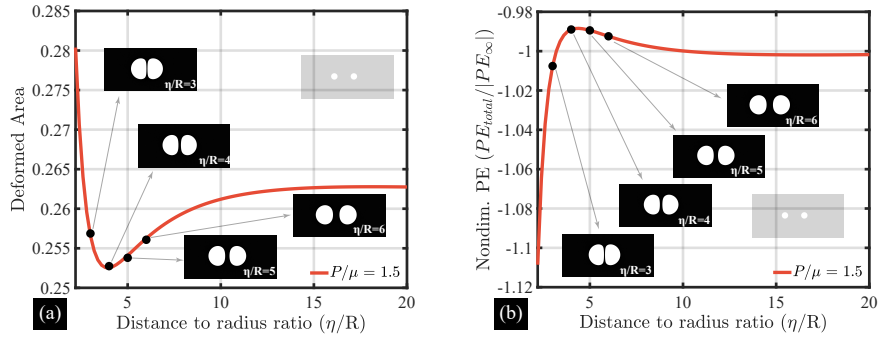 0.285
0.28
0.275
0.27
0.265
0.26
0.255
0.25
Deformed Area
η/R=3
η/R=4
η/R=6
η/R=5
P/μ = 1.5
5
10
15
20
Distance to radius ratio (η/R)
(a)
-0.98
-1
-1.02
-1.04
-1.06
-1.08
-1.1
-1.12
Nondim. PE (PE_total/|PE_∞|)
η/R=6
η/R=5
η/R=4
η/R=3
P/μ = 1.5
5
10
15
20
Distance to radius ratio (η/R)
(b)